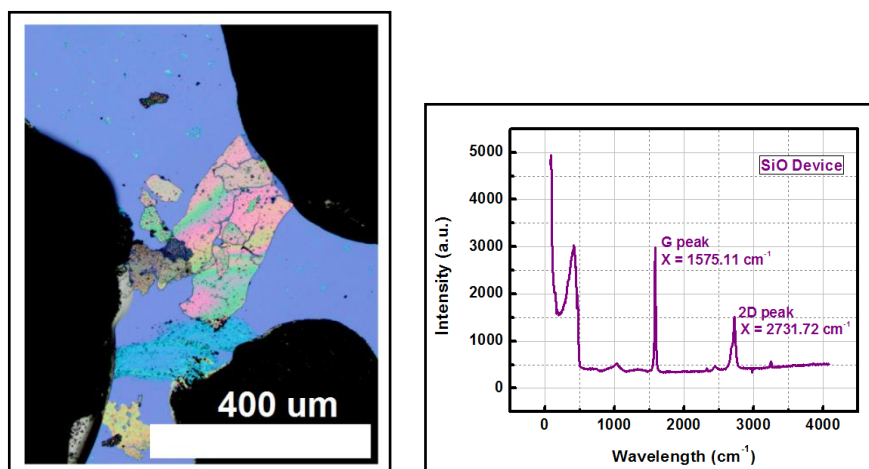 400 um
SiO Device
G peak
X = 1575.11 cm-1
2D peak
X = 2731.72 cm-1
Intensity (a.u.)
5000
4000
3000
2000
1000
0
0 1000 2000 3000 4000
Wavelength (cm-1)